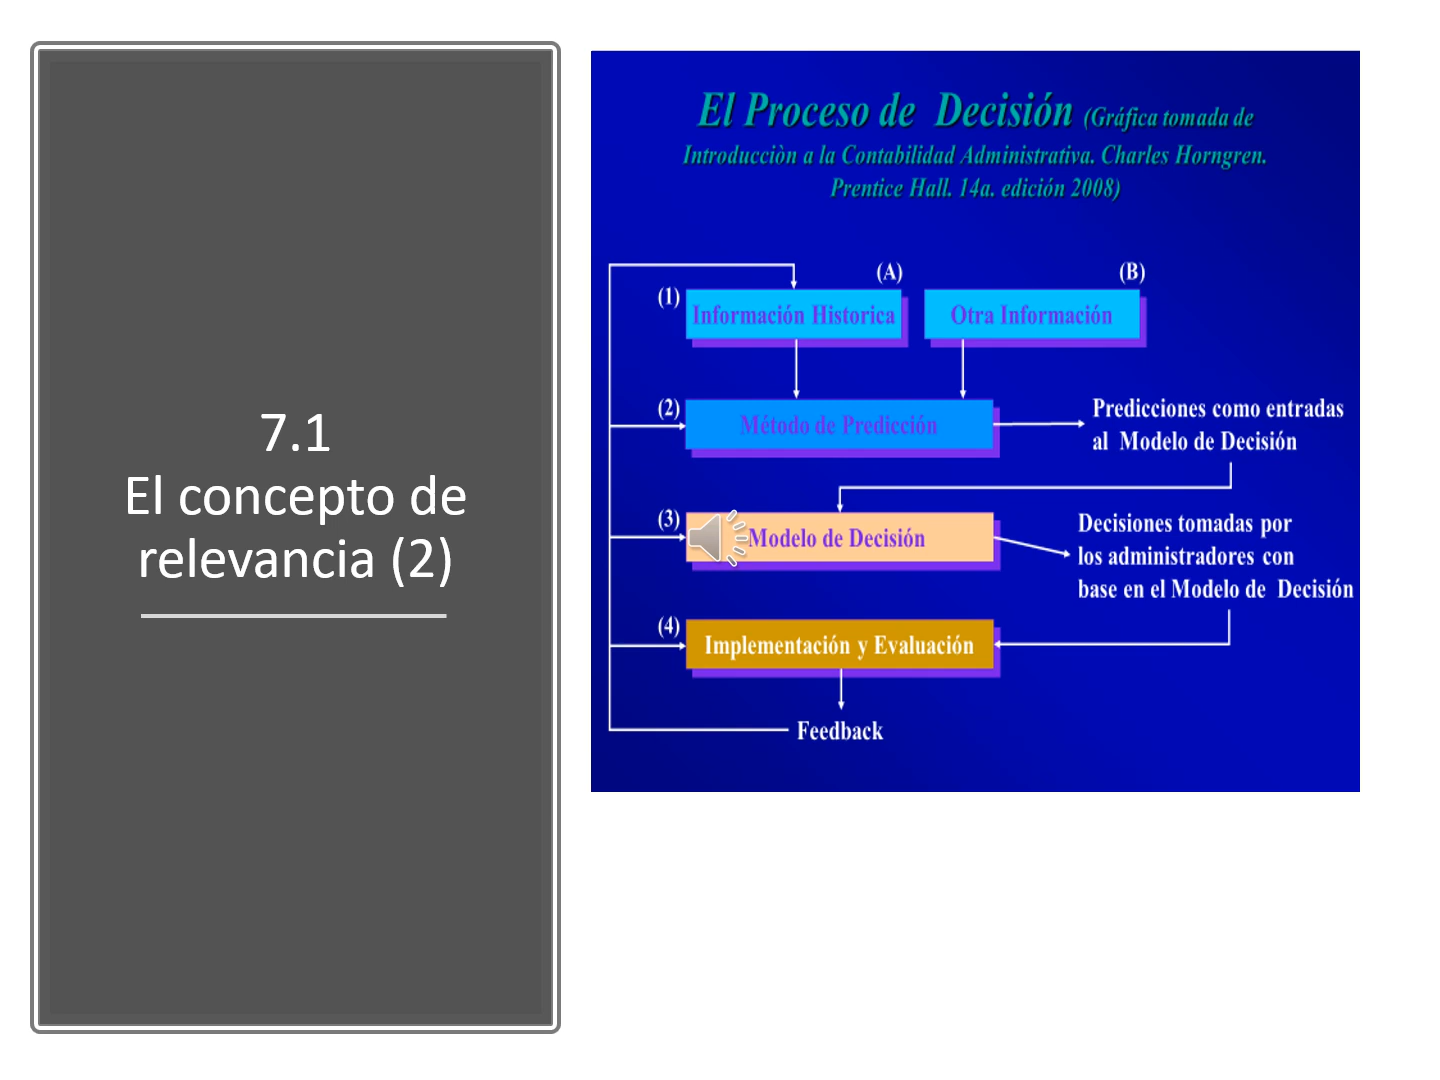 7.1
El concepto de
relevancia (2)
El Proceso de Decisión (Gráfica tomada de
Introducciòn a la Contabilidad Administrativa. Charles Horngren.
Prentice Hall. 14a. edición 2008)
(A)
(B)
(1)
Información Historica
Otra Información
(2)
Método de Predicción
Predicciones como entradas
al Modelo de Decisión
(3)
Modelo de Decisión
Decisiones tomadas por
los administradores con
base en el Modelo de Decisión
(4)
Implementación y Evaluación
Feedback